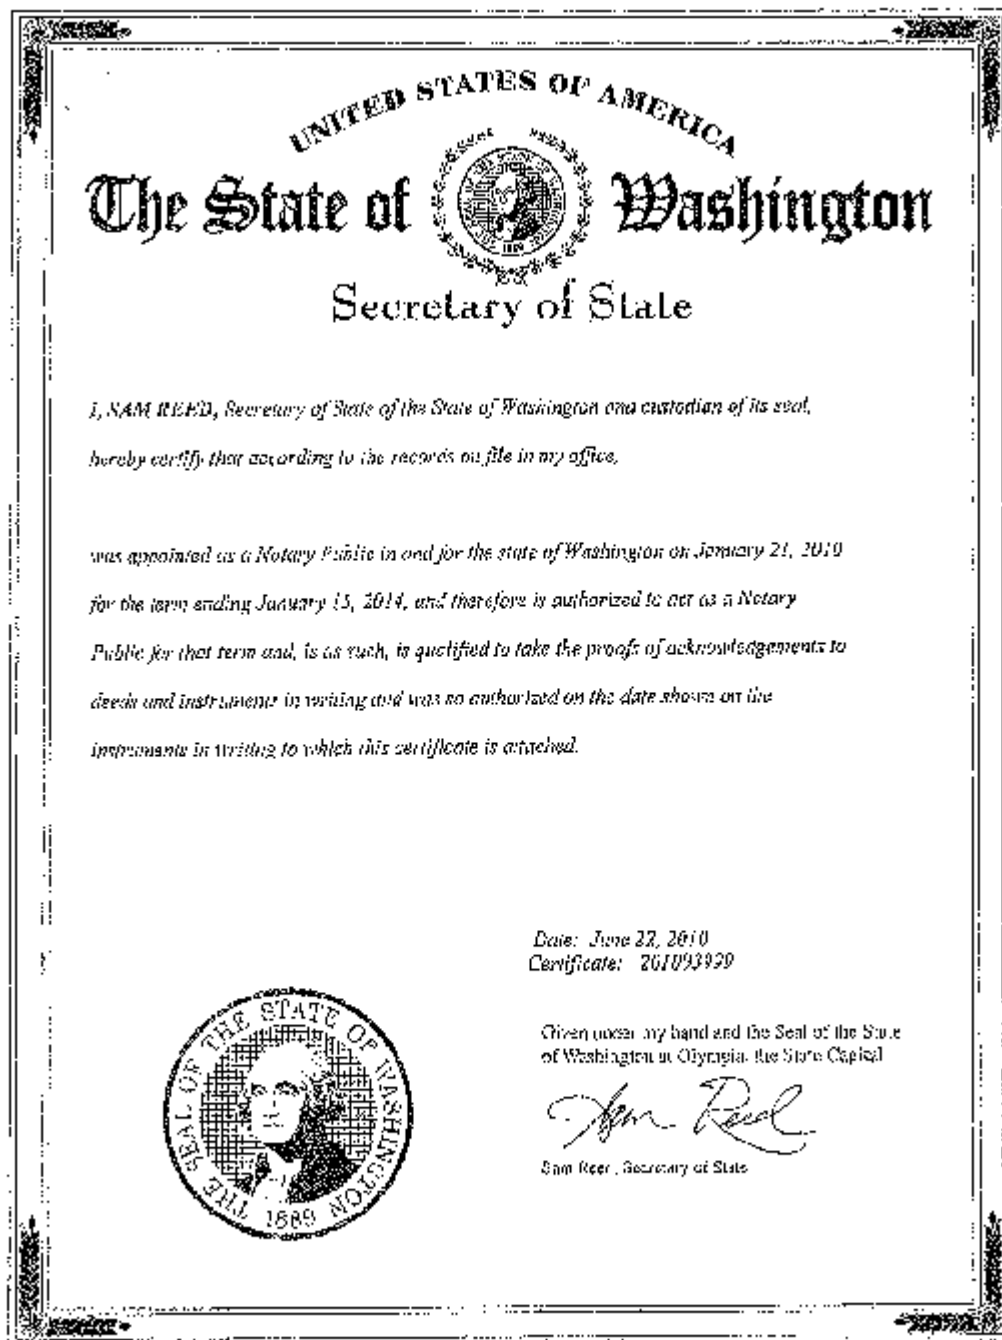 UNITED STATES OF AMERICA
The State of Washington
1889
Secretary of State
I, SAM REED, Secretary of State of the State of Washington and custodian of its seal,
hereby certify that according to the records on file in my office,
was appointed as a Notary Public in and for the state of Washington on January 21, 2010
for the term ending January 15, 2014, and therefore is authorized to act as a Notary
Public for that term and, is as such, is qualified to take the proofs of acknowledgements to
deeds and instruments in writing and was so authorized on the date shown on the
instruments in writing to which this certificate is attached.
Date: June 22, 2010
Certificate: 201093939
Given under my hand and the Seal of the State
of Washington at Olympia, the State Capital
Sam Reed
Sam Reed, Secretary of State
THE SEAL OF THE STATE OF WASHINGTON
1889